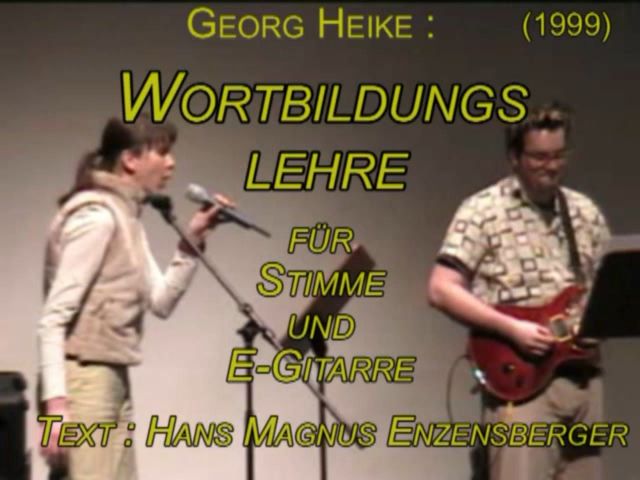 GEORG HEIKE : (1999)
WORTBILDUNGS
LEHRE
FÜR
STIMME
UND
E-GITARRE
TEXT : HANS MAGNUS ENZENSBERGER